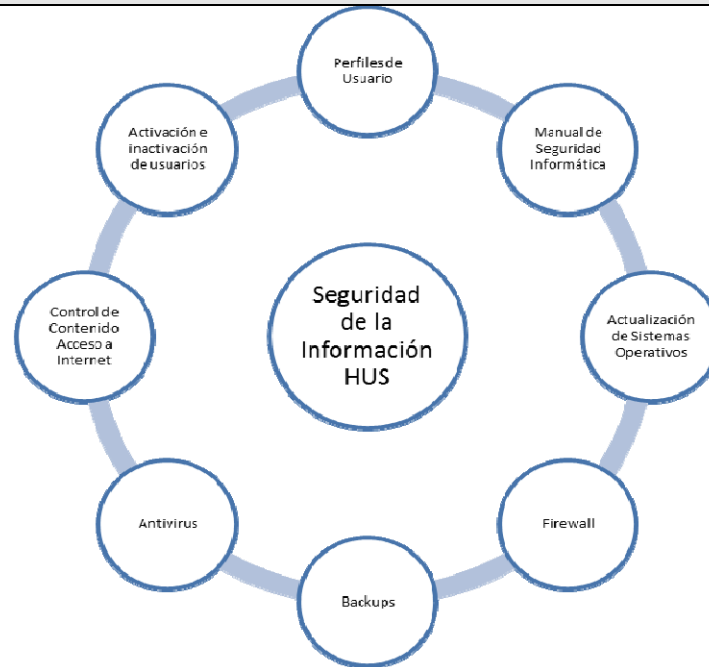 Perfiles de
Usuario
Manual de
Seguridad
Informática
Actualización
de Sistemas
Operativos
Firewall
Backups
Antivirus
Control de
Contenido
Acceso a
Internet
Activación e
inactivación
de usuarios
Seguridad
de la
Información
HUS